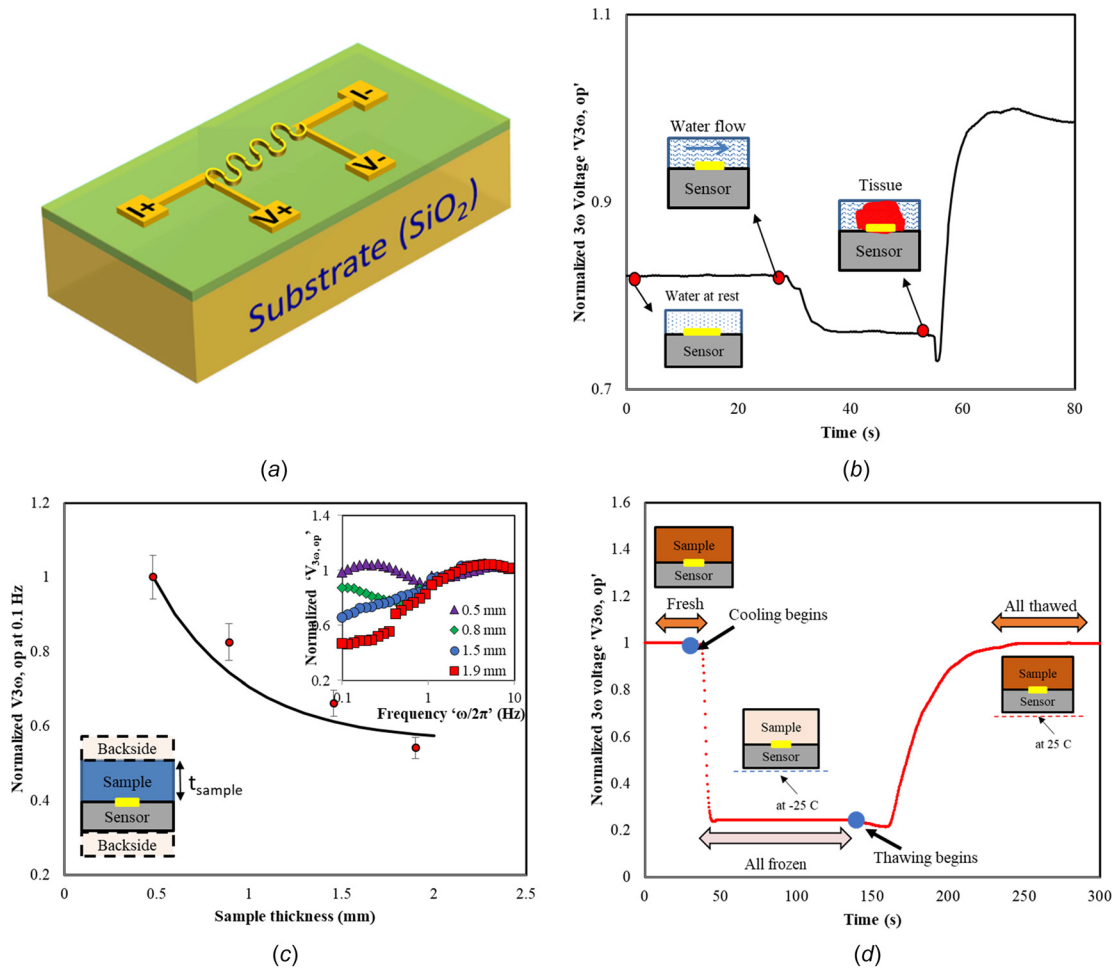 I+
V+
I-
V-
Substrate (SiO2)
(a)
Normalized 3ω Voltage 'V3ω, op'
1.1
0.9
0.7
0
20
40
60
80
Time (s)
Water flow
Sensor
Tissue
Sensor
Water at rest
Sensor
(b)
Normalized V3ω, op at 0.1 Hz
1.2
1
0.8
0.6
0.4
0.2
0
0.5
1
1.5
2
2.5
Sample thickness (mm)
Backside
Sample
tsample
Sensor
Backside
Normalized 'V3ω, op'
1.4
1
0.6
0.2
0.1
1
10
Frequency ‘ω/2π’ (Hz)
0.5 mm
0.8 mm
1.5 mm
1.9 mm
(c)
Normalized 3ω voltage 'V3ω, op'
1.6
1.4
1.2
1
0.8
0.6
0.4
0.2
0
0
50
100
150
200
250
300
Time (s)
Sample
Sensor
Fresh
Cooling begins
All thawed
Sample
Sensor
at 25 C
Sample
Sensor
at -25 C
All frozen
Thawing begins
(d)